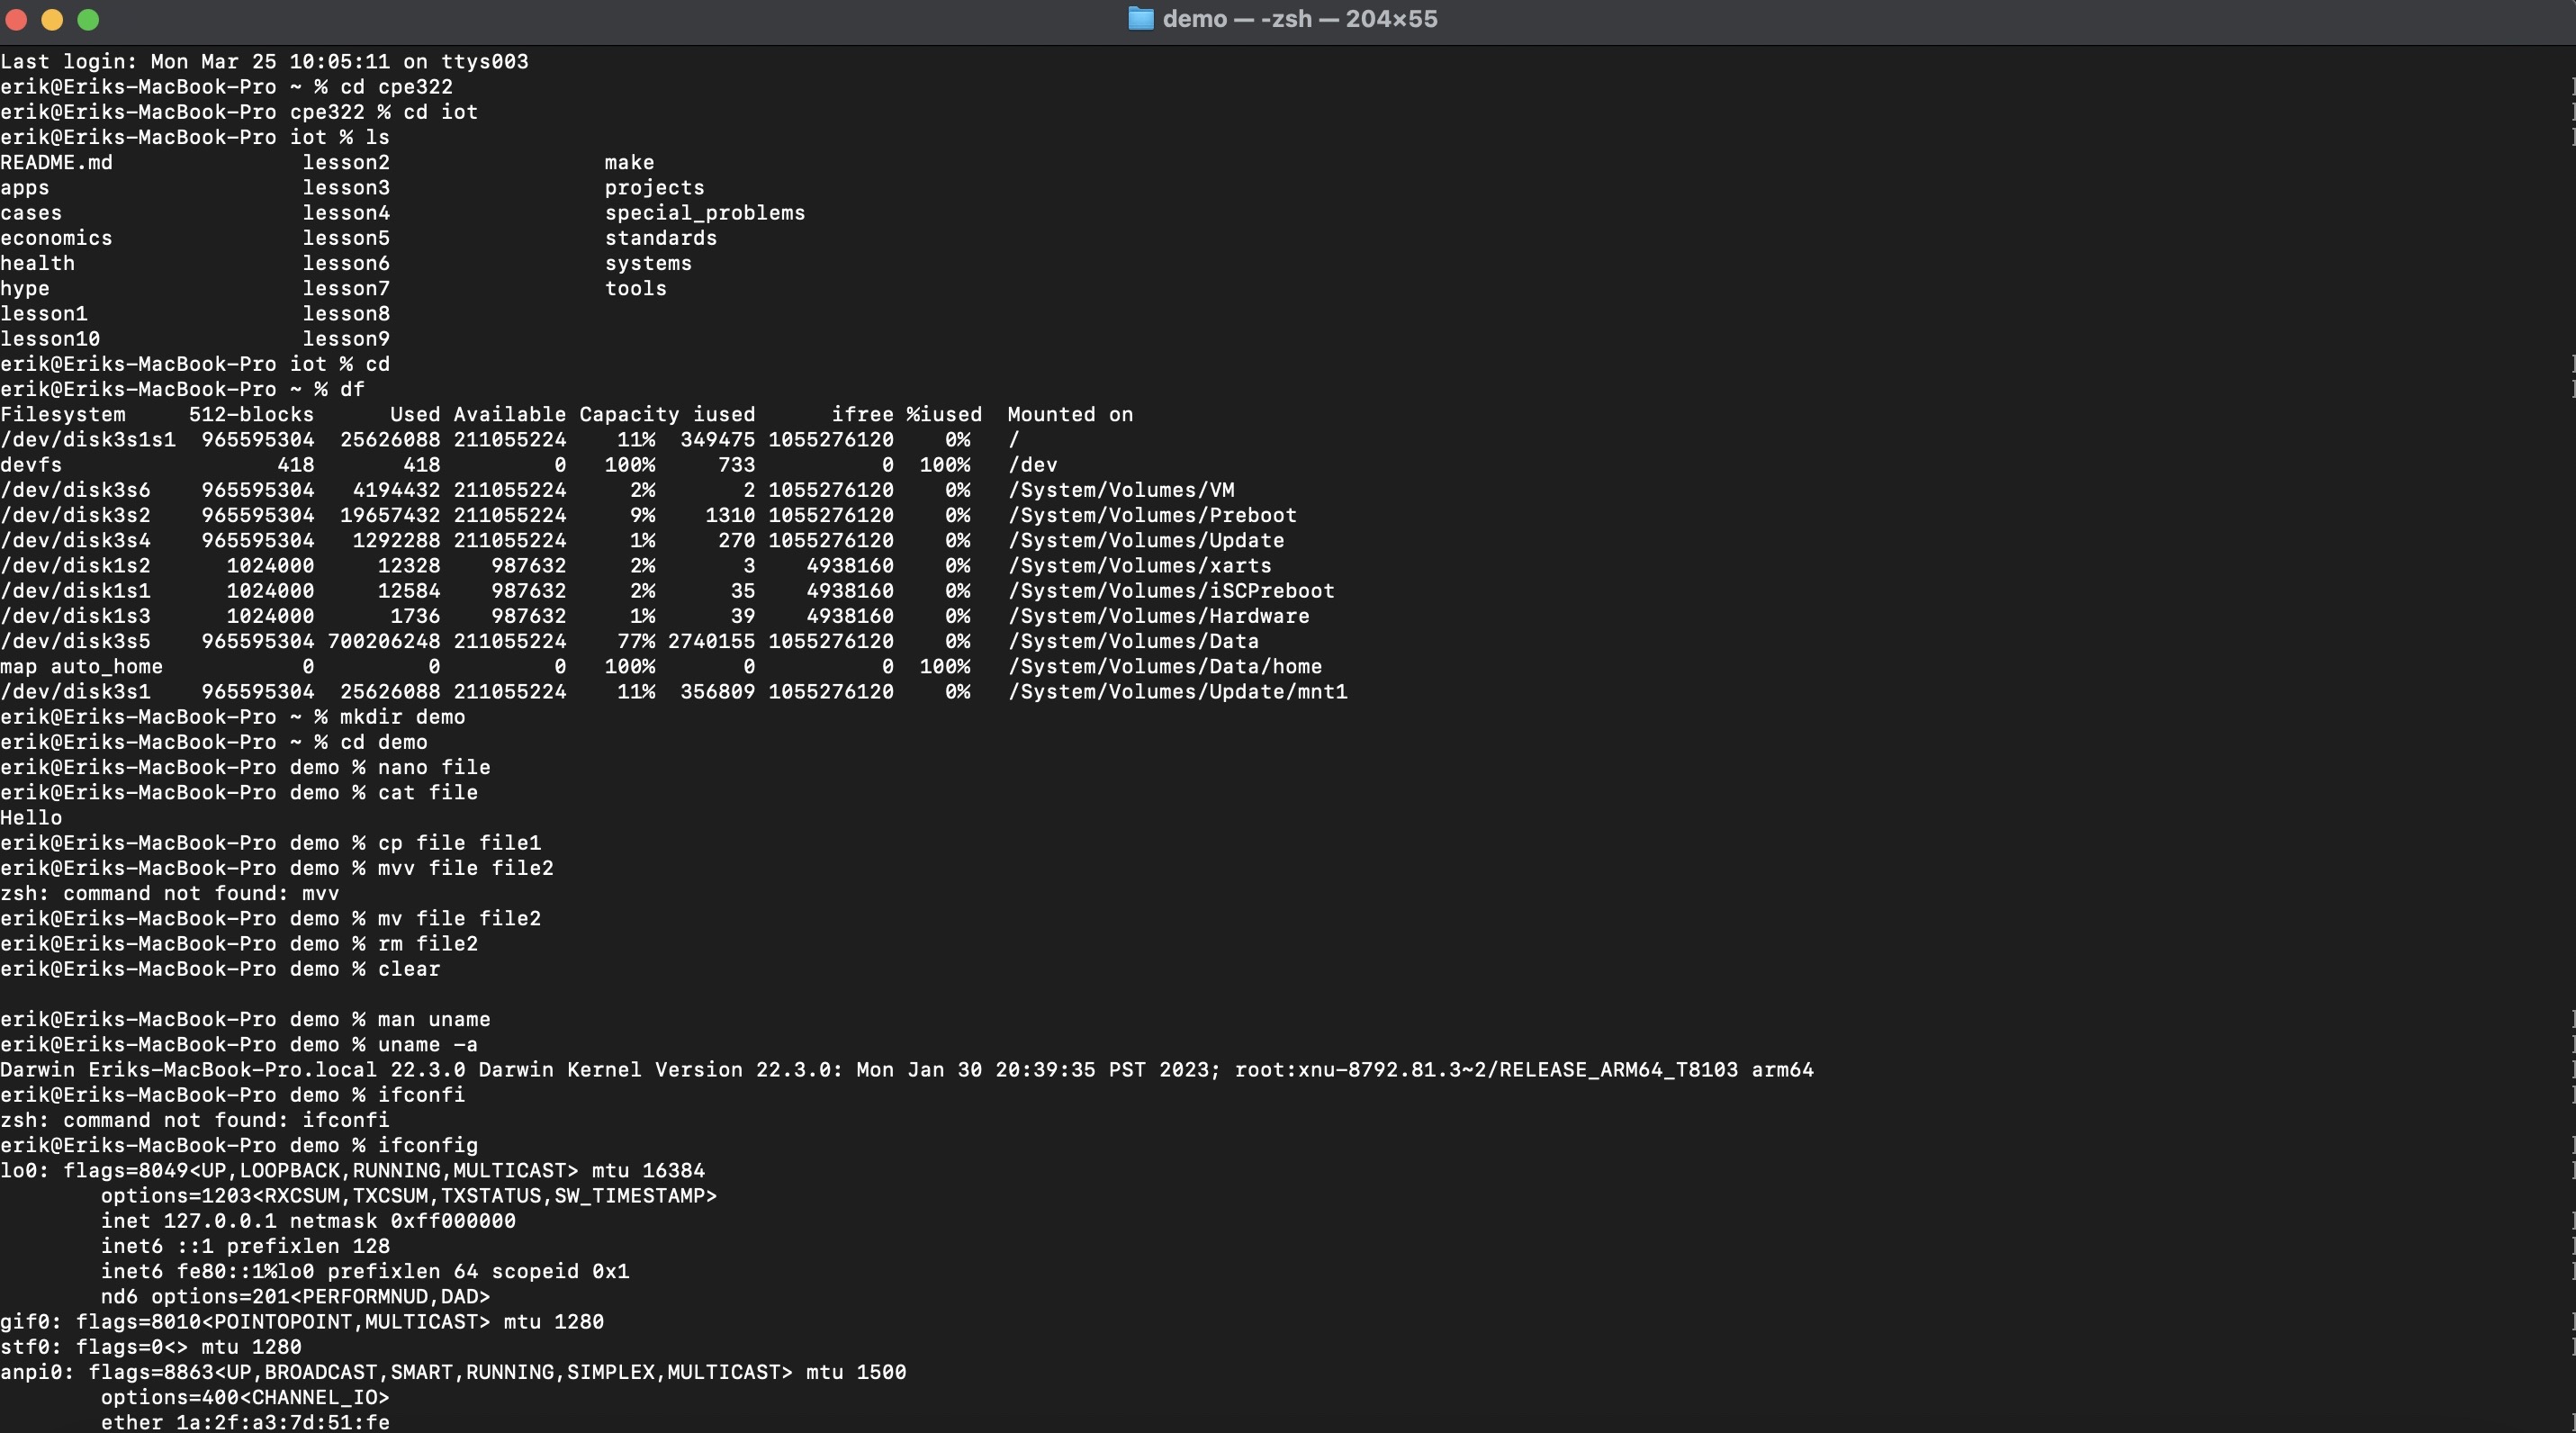 demo — -zsh — 204×55
Last login: Mon Mar 25 10:05:11 on ttys003
erik@Eriks-MacBook-Pro ~ % cd cpe322
erik@Eriks-MacBook-Pro cpe322 % cd iot
erik@Eriks-MacBook-Pro iot % ls
README.md               lesson2                 make
apps                    lesson3                 projects
cases                   lesson4                 special_problems
economics               lesson5                 standards
health                  lesson6                 systems
hype                    lesson7                 tools
lesson1                 lesson8
lesson10                lesson9
erik@Eriks-MacBook-Pro iot % cd
erik@Eriks-MacBook-Pro ~ % df
Filesystem     512-blocks      Used Available Capacity iused      ifree %iused  Mounted on
/dev/disk3s1s1  965595304  25626088 211055224    11%  349475 1055276120    0%   /
devfs                 418       418         0   100%     733          0  100%   /dev
/dev/disk3s6    965595304   4194432 211055224     2%       2 1055276120    0%   /System/Volumes/VM
/dev/disk3s2    965595304  19657432 211055224     9%    1310 1055276120    0%   /System/Volumes/Preboot
/dev/disk3s4    965595304   1292288 211055224     1%     270 1055276120    0%   /System/Volumes/Update
/dev/disk1s2      1024000     12328    987632     2%       3    4938160    0%   /System/Volumes/xarts
/dev/disk1s1      1024000     12584    987632     2%      35    4938160    0%   /System/Volumes/iSCPreboot
/dev/disk1s3      1024000      1736    987632     1%      39    4938160    0%   /System/Volumes/Hardware
/dev/disk3s5    965595304 700206248 211055224    77% 2740155 1055276120    0%   /System/Volumes/Data
map auto_home           0         0         0   100%       0          0  100%   /System/Volumes/Data/home
/dev/disk3s1    965595304  25626088 211055224    11%  356809 1055276120    0%   /System/Volumes/Update/mnt1
erik@Eriks-MacBook-Pro ~ % mkdir demo
erik@Eriks-MacBook-Pro ~ % cd demo
erik@Eriks-MacBook-Pro demo % nano file
erik@Eriks-MacBook-Pro demo % cat file
Hello
erik@Eriks-MacBook-Pro demo % cp file file1
erik@Eriks-MacBook-Pro demo % mvv file file2
zsh: command not found: mvv
erik@Eriks-MacBook-Pro demo % mv file file2
erik@Eriks-MacBook-Pro demo % rm file2
erik@Eriks-MacBook-Pro demo % clear

erik@Eriks-MacBook-Pro demo % man uname
erik@Eriks-MacBook-Pro demo % uname -a
Darwin Eriks-MacBook-Pro.local 22.3.0 Darwin Kernel Version 22.3.0: Mon Jan 30 20:39:35 PST 2023; root:xnu-8792.81.3~2/RELEASE_ARM64_T8103 arm64
erik@Eriks-MacBook-Pro demo % ifconfi
zsh: command not found: ifconfi
erik@Eriks-MacBook-Pro demo % ifconfig
lo0: flags=8049<UP,LOOPBACK,RUNNING,MULTICAST> mtu 16384
        options=1203<RXCSUM,TXCSUM,TXSTATUS,SW_TIMESTAMP>
        inet 127.0.0.1 netmask 0xff000000
        inet6 ::1 prefixlen 128
        inet6 fe80::1%lo0 prefixlen 64 scopeid 0x1
        nd6 options=201<PERFORMNUD,DAD>
gif0: flags=8010<POINTOPOINT,MULTICAST> mtu 1280
stf0: flags=0<> mtu 1280
anpi0: flags=8863<UP,BROADCAST,SMART,RUNNING,SIMPLEX,MULTICAST> mtu 1500
        options=400<CHANNEL_IO>
        ether 1a:2f:a3:7d:51:fe